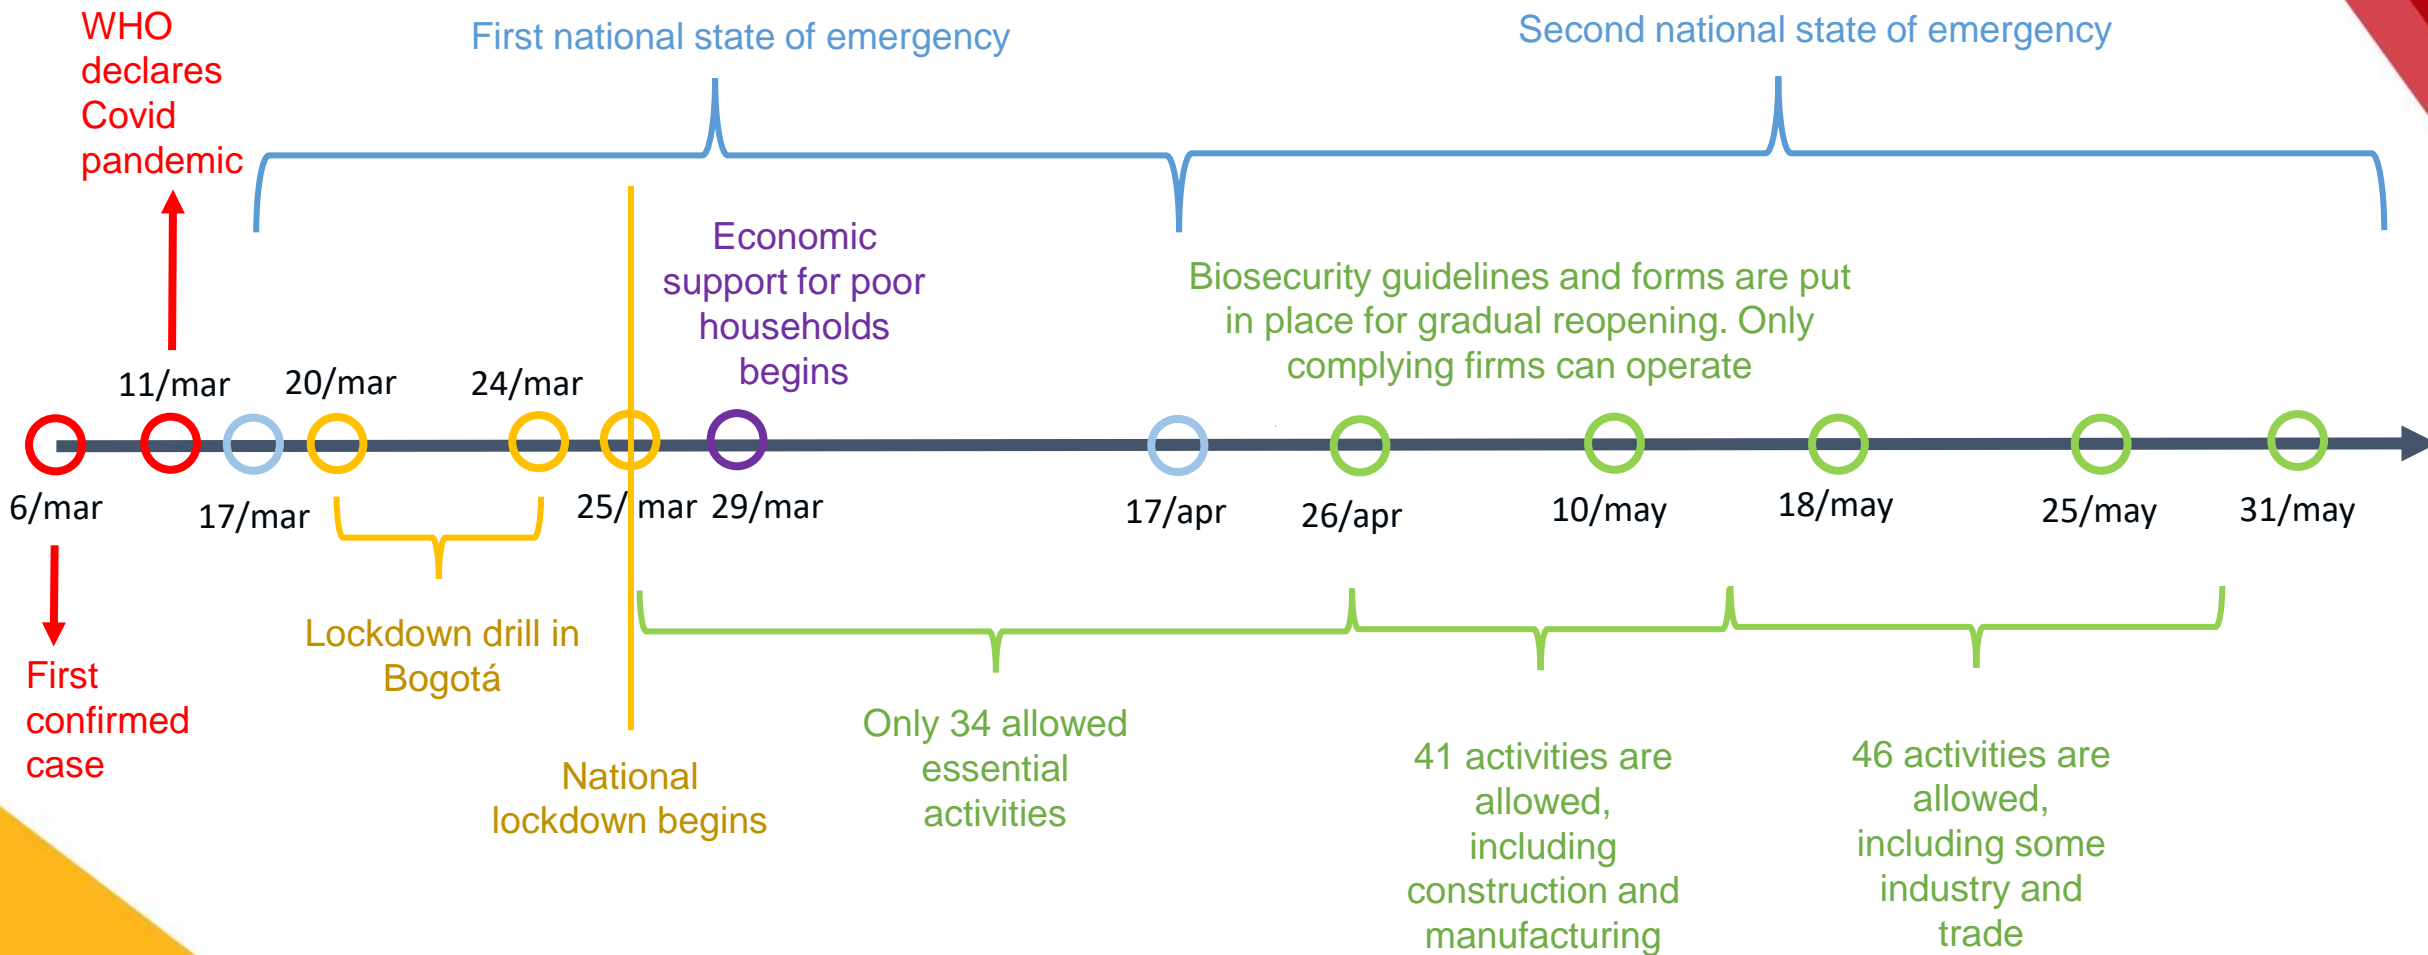 WHO
declares
Covid
pandemic
First national state of emergency
Second national state of emergency
Economic
support for poor
households
begins
Biosecurity guidelines and forms are put
in place for gradual reopening. Only
complying firms can operate
11/mar
20/mar
24/mar
6/mar
17/mar
25/ mar
29/mar
17/apr
26/apr
10/may
18/may
25/may
31/may
First
confirmed
case
Lockdown drill in
Bogotá
National
lockdown begins
Only 34 allowed
essential
activities
41 activities are
allowed,
including
construction and
manufacturing
46 activities are
allowed,
including some
industry and
trade